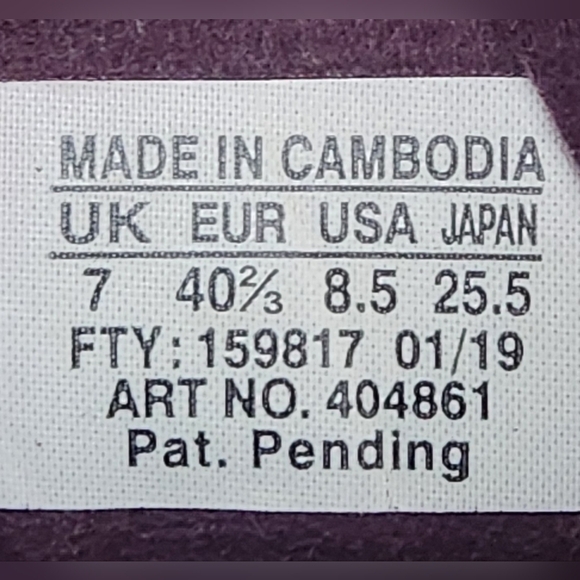 MADE IN CAMBODIA
UK EUR USA JAPAN
7 40⅔ 8.5 25.5
FTY: 159817 01/19
ART NO. 404861
Pat. Pending